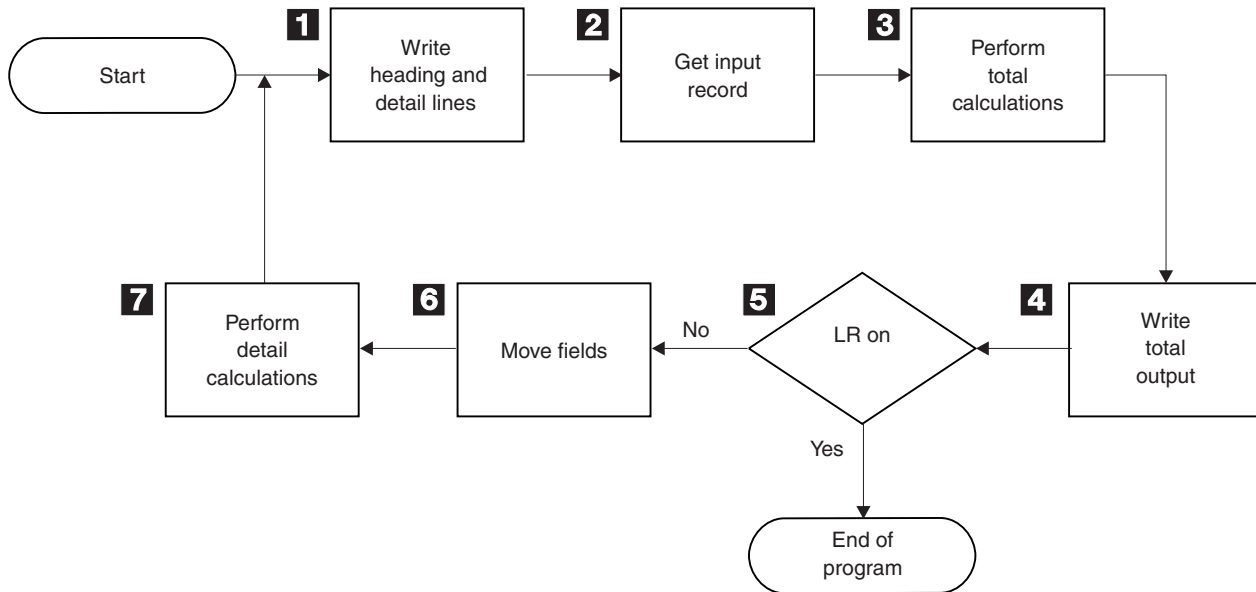 Start
1
Write
heading and
detail lines
2
Get input
record
3
Perform
total
calculations
4
Write
total
output
5
LR on
No
Yes
6
Move fields
7
Perform
detail
calculations
End of
program